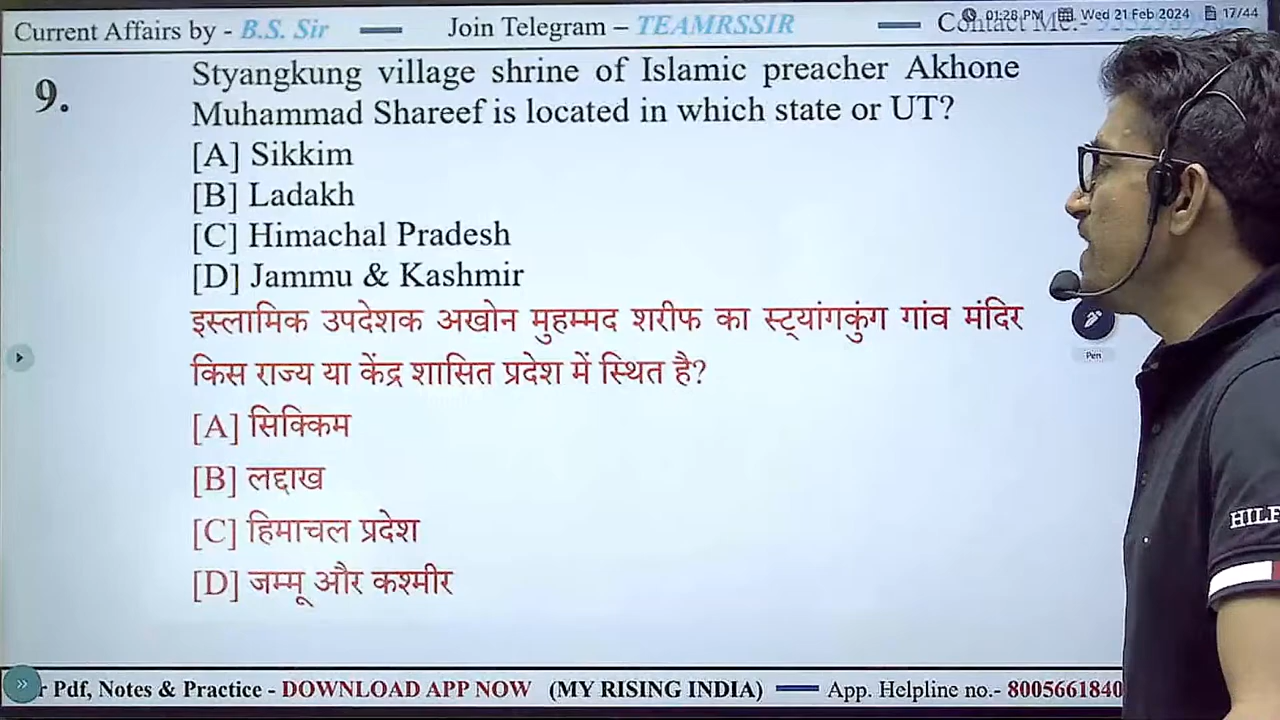 Current Affairs by - B.S. Sir Join Telegram – TEAMRSSIR Contact Me.-
01:28 PM Wed 21 Feb 2024 17/44
9. Styangkung village shrine of Islamic preacher Akhone
Muhammad Shareef is located in which state or UT?
[A] Sikkim
[B] Ladakh
[C] Himachal Pradesh
[D] Jammu & Kashmir
इस्लामिक उपदेशक अखोन मुहम्मद शरीफ का स्ट्यांगकुंग गांव मंदिर
किस राज्य या केंद्र शासित प्रदेश में स्थित है?
[A] सिक्किम
[B] लद्दाख
[C] हिमाचल प्रदेश
[D] जम्मू और कश्मीर
Pen
HILF
r Pdf, Notes & Practice - DOWNLOAD APP NOW (MY RISING INDIA) App. Helpline no.- 8005661840